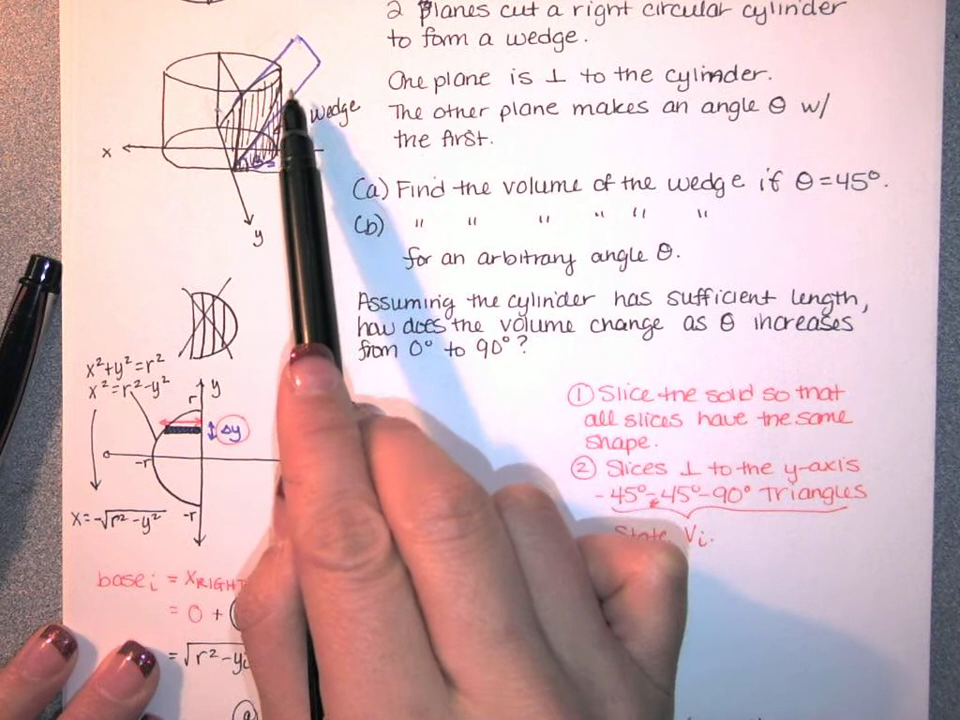 2 Planes cut a right circular cylinder
to form a wedge.
One plane is ⊥ to the cylinder.
The other plane makes an angle θ w/
the first.
wedge
x
y
(a) Find the volume of the wedge if θ=45°.
(b) " " " " " "
for an arbitrary angle θ.
Assuming the cylinder has sufficient length,
how does the volume change as θ increases
from 0° to 90°?
x²+y²=r²
x²=r²-y²
y
r
Δy
-r
x=-√r²-y²
-r
① Slice the solid so that
all slices have the same
shape.
② Slices ⊥ to the y-axis
-45°-45°-90° Triangles
State Vi.
basei = XRIGHT
= 0 + (
= √r²-yi